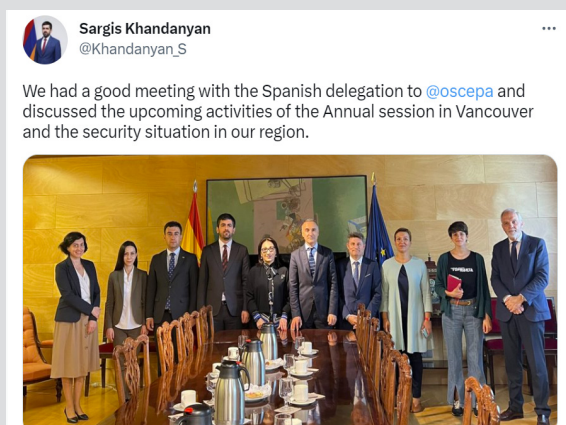 Sargis Khandanyan
@Khandanyan_S
We had a good meeting with the Spanish delegation to @oscepa and
discussed the upcoming activities of the Annual session in Vancouver
and the security situation in our region.